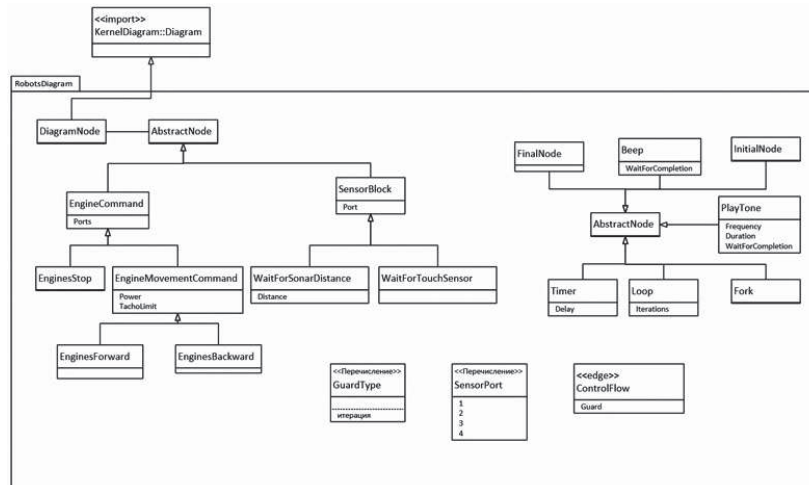 <<import>>
KernelDiagram::Diagram
RobotsDiagram
DiagramNode
AbstractNode
EngineCommand
Ports
SensorBlock
Port
EnginesStop
EngineMovementCommand
Power
TachoLimit
WaitForSonarDistance
Distance
WaitForTouchSensor
EnginesForward
EnginesBackward
FinalNode
Beep
WaitForCompletion
InitialNode
AbstractNode
PlayTone
Frequency
Duration
WaitForCompletion
Timer
Delay
Loop
Iterations
Fork
<<Перечисление>>
GuardType
итерация
<<Перечисление>>
SensorPort
1
2
3
4
<<edge>>
ControlFlow
Guard